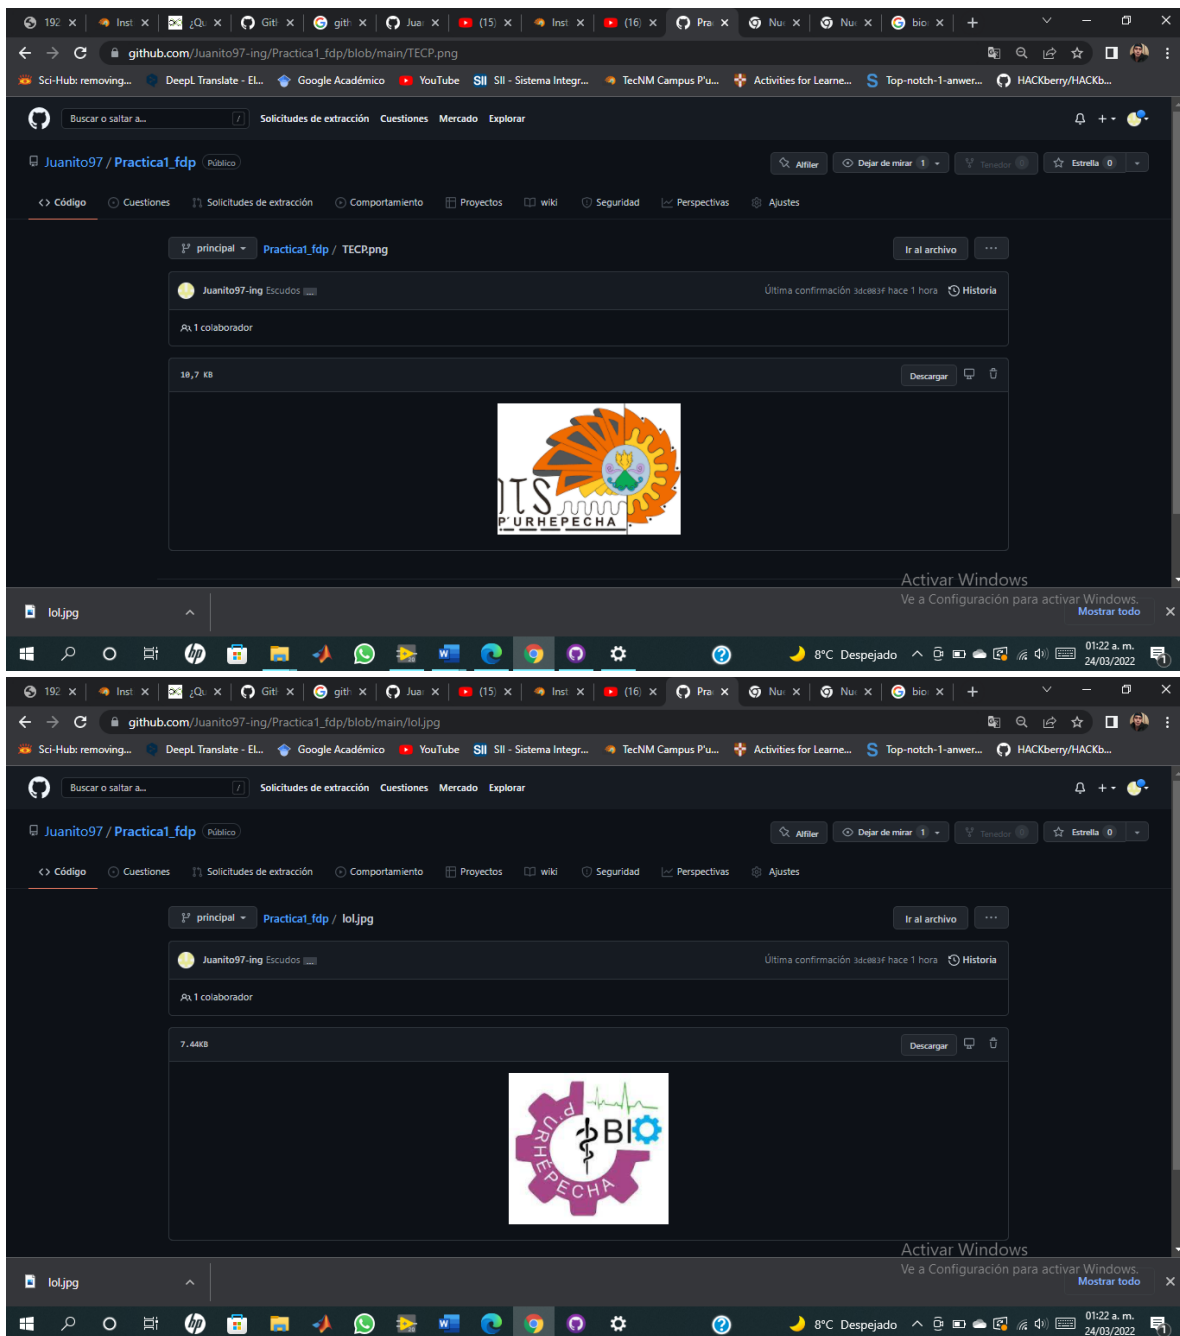 192 Inst ¿Qu Gitl gith Juar (15) Inst (16) Pra Nue Nue bio
github.com/Juanito97-ing/Practica1_fdp/blob/main/TECP.png
Sci-Hub: removing... DeepL Translate - El... Google Académico YouTube SII SII - Sistema Integr... TecNM Campus P'u... Activities for Learne... Top-notch-1-anwer... HACKberry/HACKb...
Buscar o saltar a... / Solicitudes de extracción Cuestiones Mercado Explorar
Juanito97 / Practica1_fdp Público Alfiler Dejar de mirar 1 Tenedor 0 Estrella 0
<> Código Cuestiones Solicitudes de extracción Comportamiento Proyectos wiki Seguridad Perspectivas Ajustes
principal Practica1_fdp / TECP.png Ir al archivo ...
Juanito97-ing Escudos ... Última confirmación 3dc083f hace 1 hora Historia
1 colaborador
10,7 KB Descargar
ITS
P'URHEPECHA
Activar Windows
Ve a Configuración para activar Windows.
lol.jpg Mostrar todo
8°C Despejado 01:22 a. m.
24/03/2022
192 Inst ¿Qu Gitl gith Juar (15) Inst (16) Pra Nue Nue bio
github.com/Juanito97-ing/Practica1_fdp/blob/main/lol.jpg
Sci-Hub: removing... DeepL Translate - El... Google Académico YouTube SII SII - Sistema Integr... TecNM Campus P'u... Activities for Learne... Top-notch-1-anwer... HACKberry/HACKb...
Buscar o saltar a... / Solicitudes de extracción Cuestiones Mercado Explorar
Juanito97 / Practica1_fdp Público Alfiler Dejar de mirar 1 Tenedor 0 Estrella 0
<> Código Cuestiones Solicitudes de extracción Comportamiento Proyectos wiki Seguridad Perspectivas Ajustes
principal Practica1_fdp / lol.jpg Ir al archivo ...
Juanito97-ing Escudos ... Última confirmación 3dc083f hace 1 hora Historia
1 colaborador
7.44KB Descargar
P'URHÉPECHA
BIO
Activar Windows
Ve a Configuración para activar Windows.
lol.jpg Mostrar todo
8°C Despejado 01:22 a. m.
24/03/2022